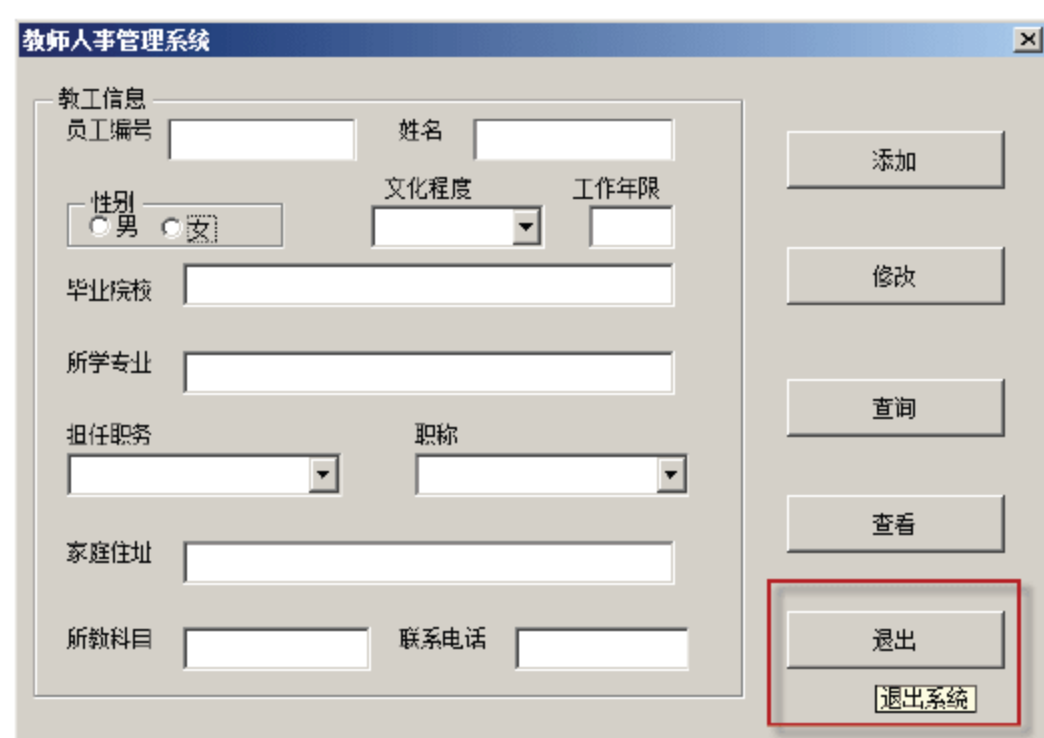 教师人事管理系统
教工信息
员工编号 姓名
添加
性别 文化程度 工作年限
男 女
修改
毕业院校
所学专业
查询
担任职务 职称
查看
家庭住址
所教科目 联系电话
退出
退出系统